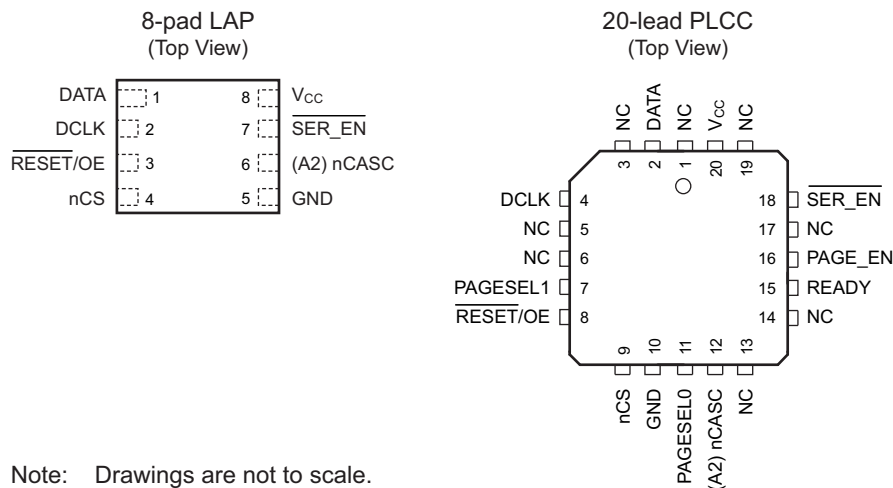 8-pad LAP
(Top View)
DATA 1
DCLK 2
RESET/OE 3
nCS 4
8 VCC
7 SER_EN
6 (A2) nCASC
5 GND
20-lead PLCC
(Top View)
NC DATA NC VCC NC
3 2 1 20 19
DCLK 4
NC 5
NC 6
PAGESEL1 7
RESET/OE 8
18 SER_EN
17 NC
16 PAGE_EN
15 READY
14 NC
9 10 11 12 13
nCS GND PAGESEL0 (A2) nCASC NC
Note: Drawings are not to scale.